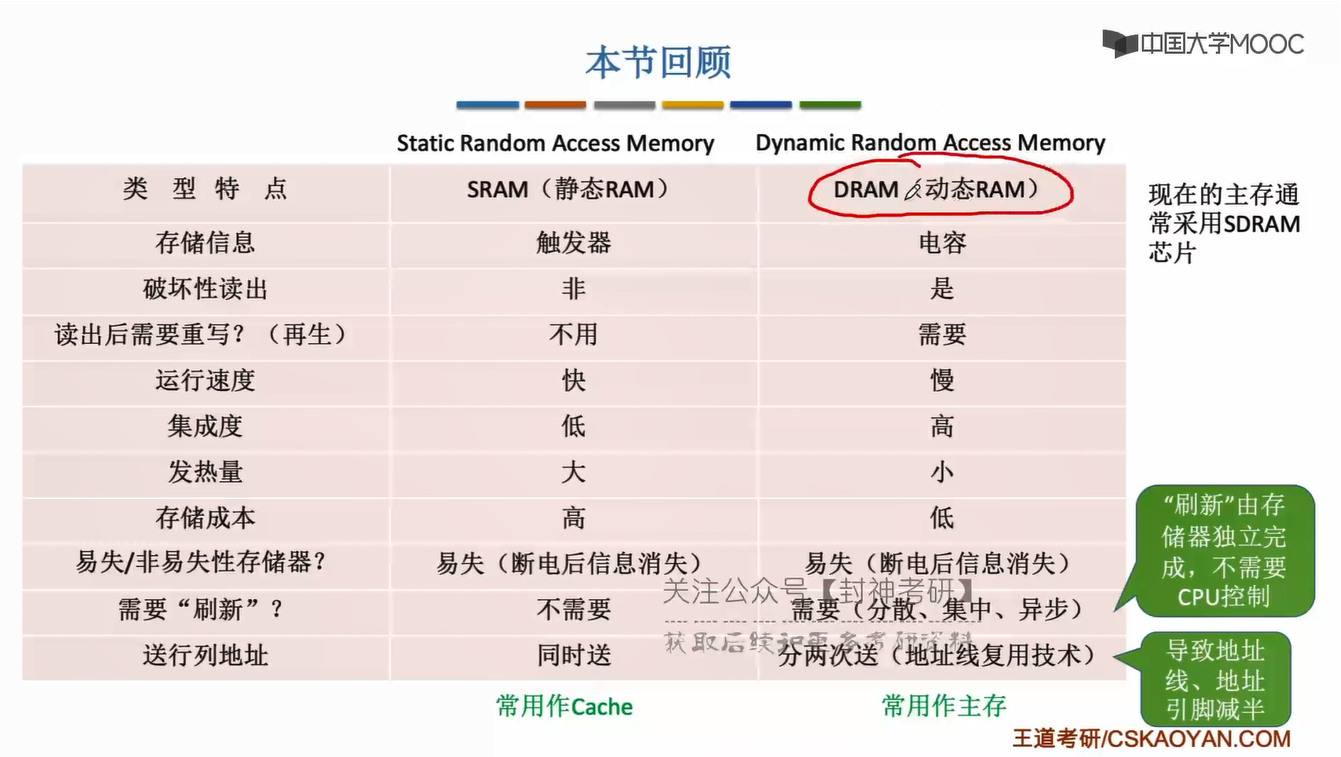 中国大学MOOC
本节回顾
Static Random Access Memory
Dynamic Random Access Memory
类 型 特 点
SRAM（静态RAM）
DRAM（动态RAM）
现在的主存通
常采用SDRAM
芯片
存储信息
触发器
电容
破坏性读出
非
是
读出后需要重写？（再生）
不用
需要
运行速度
快
慢
集成度
低
高
发热量
大
小
存储成本
高
低
易失/非易失性存储器？
易失（断电后信息消失）
易失（断电后信息消失）
“刷新”由存
储器独立完
成，不需要
CPU控制
关注公众号【封神考研】
需要“刷新”？
不需要
需要（分散、集中、异步）
获取后续和更多考研资料
送行列地址
同时送
分两次送（地址线复用技术）
导致地址
线、地址
引脚减半
常用作Cache
常用作主存
王道考研/CSKAOYAN.COM